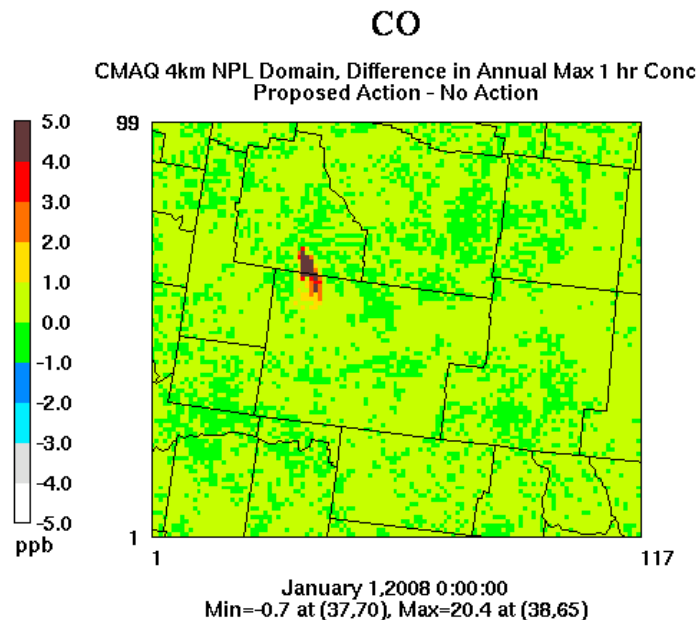 CO
CMAQ 4km NPL Domain, Difference in Annual Max 1 hr Conc
Proposed Action - No Action
99
5.0
4.0
3.0
2.0
1.0
0.0
-1.0
-2.0
-3.0
-4.0
-5.0
ppb
1
1
117
January 1,2008 0:00:00
Min=-0.7 at (37,70), Max=20.4 at (38,65)